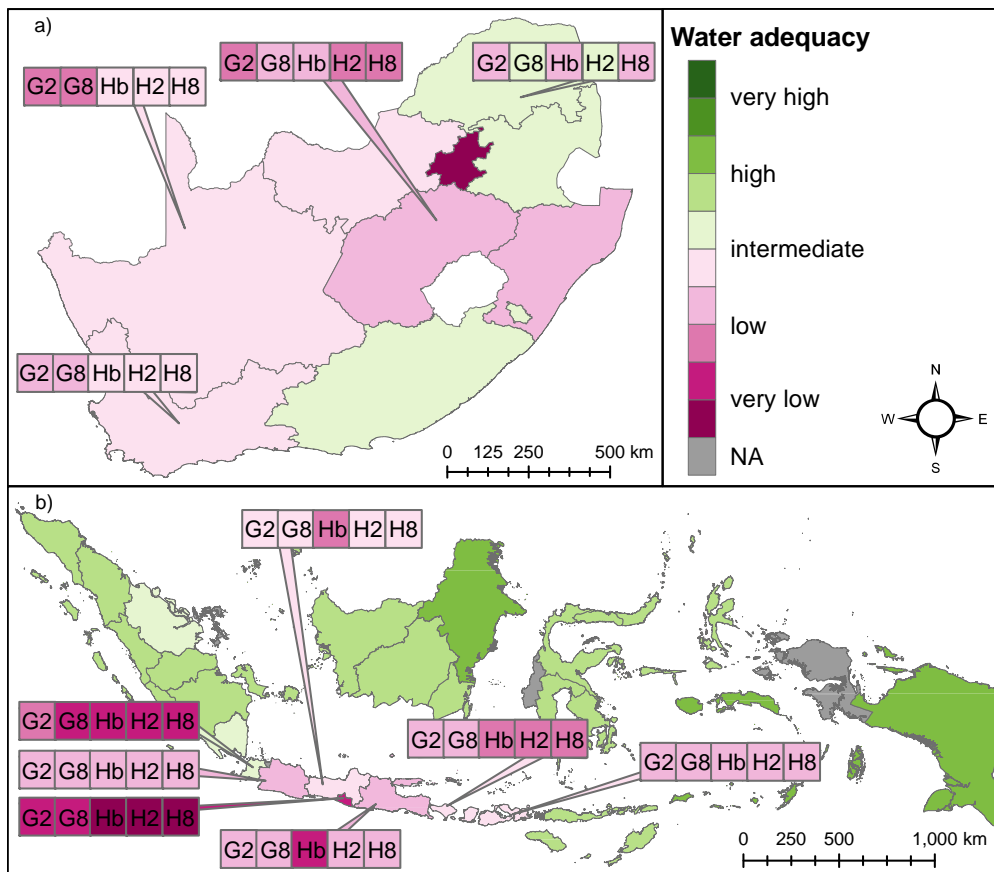 a)
G2 G8 Hb H2 H8
G2 G8 Hb H2 H8
G2 G8 Hb H2 H8
G2 G8 Hb H2 H8
0 125 250 500 km
Water adequacy
very high
high
intermediate
low
very low
NA
N
W E
S
b)
G2 G8 Hb H2 H8
G2 G8 Hb H2 H8
G2 G8 Hb H2 H8
G2 G8 Hb H2 H8
G2 G8 Hb H2 H8
G2 G8 Hb H2 H8
G2 G8 Hb H2 H8
0 250 500 1,000 km